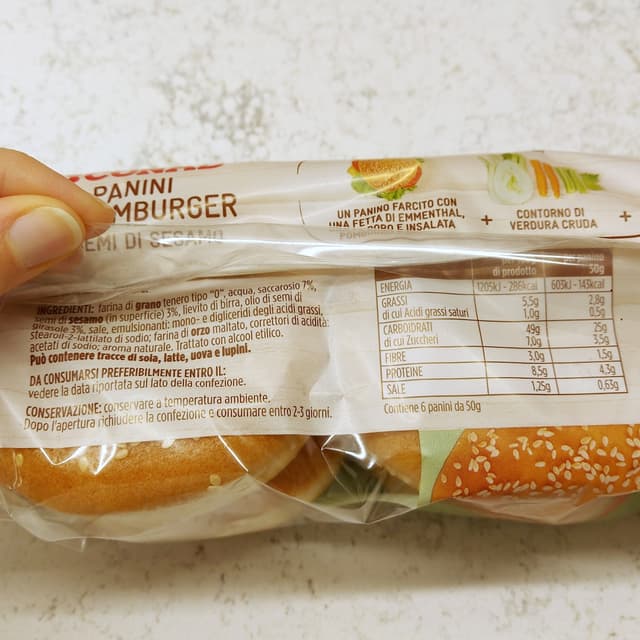 PANINI
MBURGER
EMI DI SESAMO
UN PANINO FARCITO CON
UNA FETTA DI EMMENTHAL,
E INSALATA
+
CONTORNO DI
VERDURA CRUDA
+
INGREDIENTI: farina di grano tenero tipo "0", acqua, saccarosio 7%,
semi di sesamo (in superficie) 3%, lievito di birra, olio di semi di
girasole 3%, sale, emulsionanti: mono- e digliceridi degli acidi grassi,
stearoil-2-lattilato di sodio; farina di orzo maltato, correttori di acidità:
acetati di sodio; aroma naturale. Trattato con alcool etilico.
Può contenere tracce di soia, latte, uova e lupini.
DA CONSUMARSI PREFERIBILMENTE ENTRO IL:
vedere la data riportata sul lato della confezione.
CONSERVAZIONE: conservare a temperatura ambiente.
Dopo l'apertura richiudere la confezione e consumare entro 2-3 giorni.
di prodotto 50g
ENERGIA 1205kJ - 286kcal 603kJ - 143kcal
GRASSI 5,5g 2,8g
di cui Acidi grassi saturi 1,0g 0,5g
CARBOIDRATI 49g 25g
di cui Zuccheri 7,0g 3,5g
FIBRE 3,0g 1,5g
PROTEINE 8,5g 4,3g
SALE 1,25g 0,63g
Contiene 6 panini da 50g